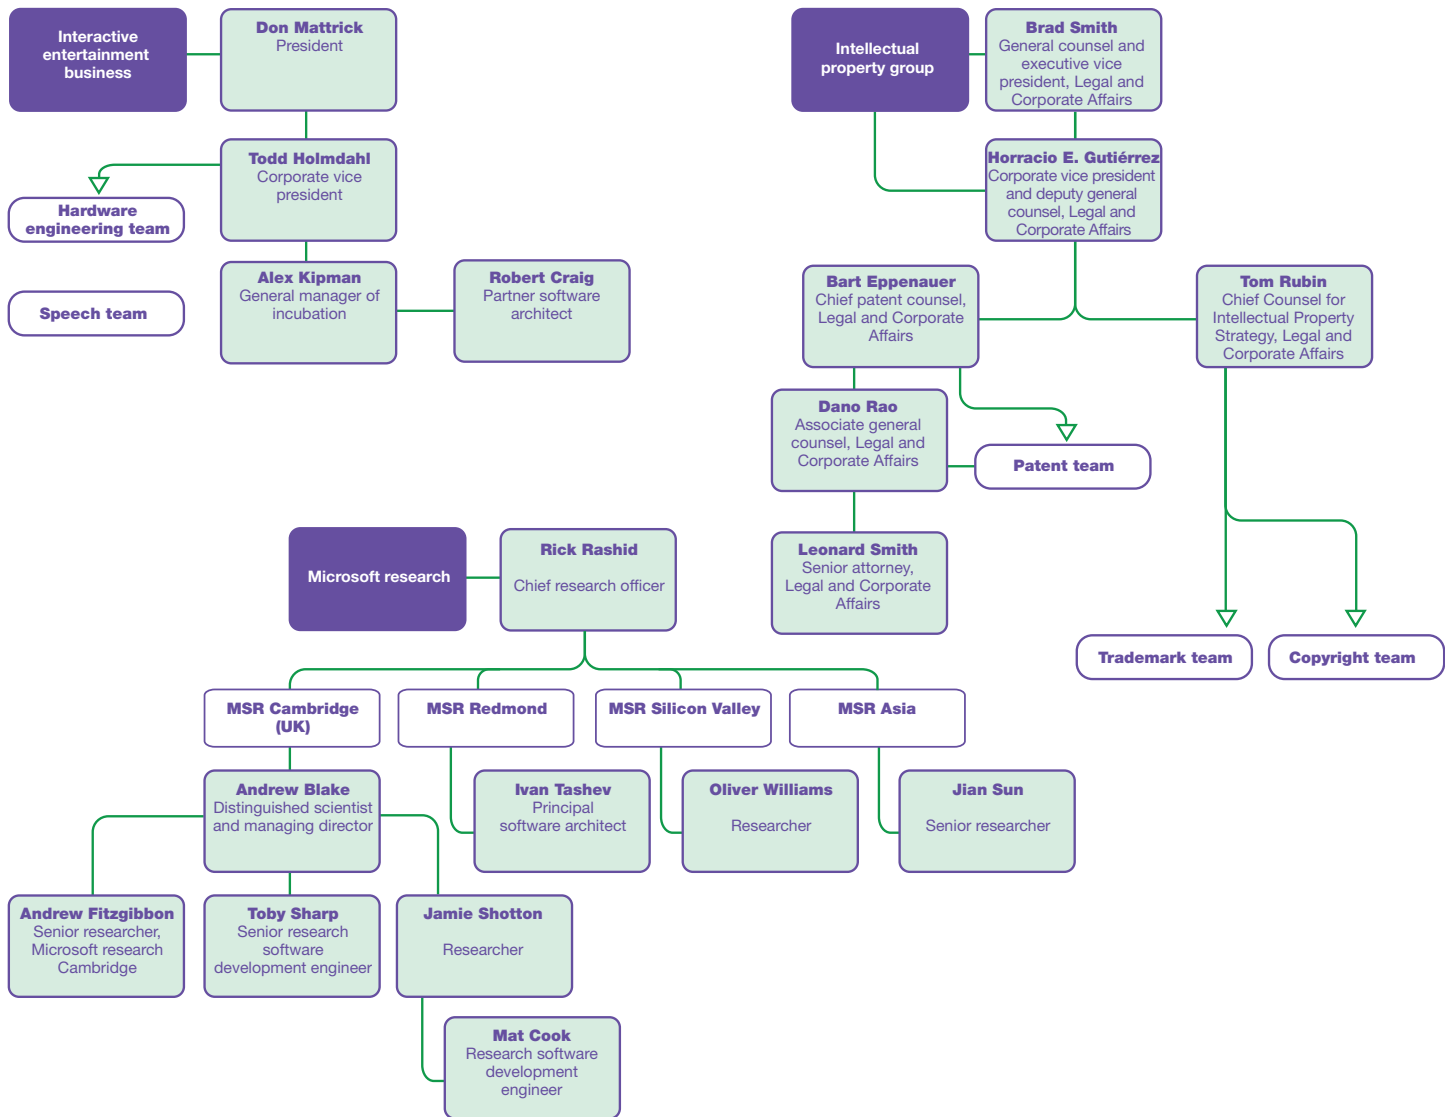 Interactive
entertainment
business
Don Mattrick
President
Todd Holmdahl
Corporate vice
president
Hardware
engineering team
Speech team
Alex Kipman
General manager of
incubation
Robert Craig
Partner software
architect
Intellectual
property group
Brad Smith
General counsel and
executive vice
president, Legal and
Corporate Affairs
Horracio E. Gutiérrez
Corporate vice president
and deputy general
counsel, Legal and
Corporate Affairs
Bart Eppenauer
Chief patent counsel,
Legal and Corporate
Affairs
Tom Rubin
Chief Counsel for
Intellectual Property
Strategy, Legal and
Corporate Affairs
Dano Rao
Associate general
counsel, Legal and
Corporate Affairs
Patent team
Leonard Smith
Senior attorney,
Legal and Corporate
Affairs
Trademark team
Copyright team
Microsoft research
Rick Rashid
Chief research officer
MSR Cambridge
(UK)
MSR Redmond
MSR Silicon Valley
MSR Asia
Andrew Blake
Distinguished scientist
and managing director
Ivan Tashev
Principal
software architect
Oliver Williams
Researcher
Jian Sun
Senior researcher
Andrew Fitzgibbon
Senior researcher,
Microsoft research
Cambridge
Toby Sharp
Senior research
software
development engineer
Jamie Shotton
Researcher
Mat Cook
Research software
development
engineer